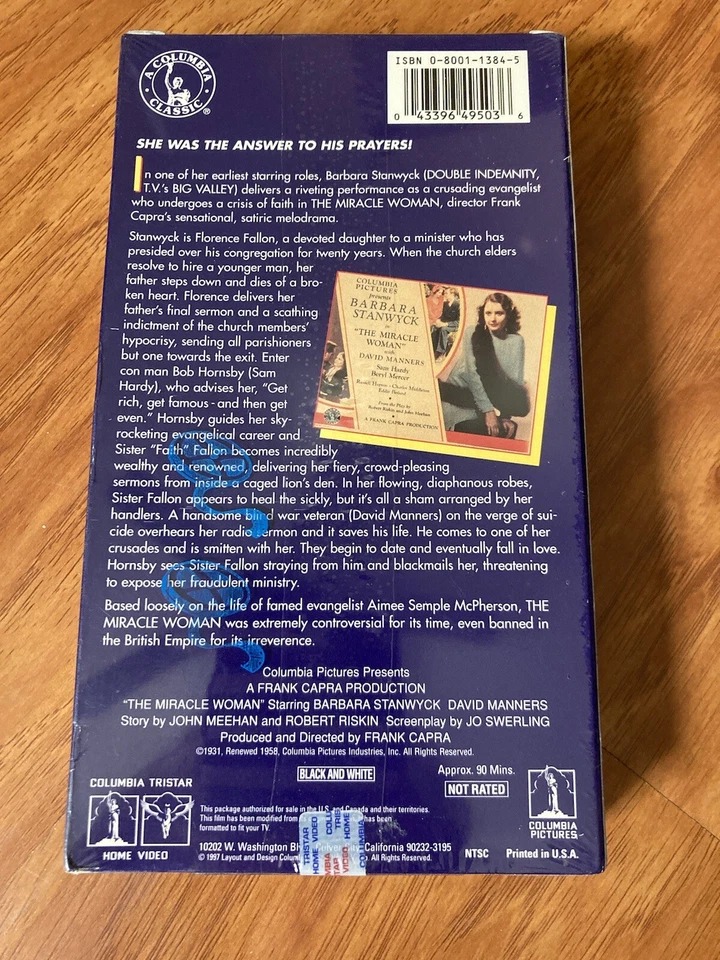 A COLUMBIA CLASSIC®
ISBN 0-8001-1384-5
0 43396 49503 6
SHE WAS THE ANSWER TO HIS PRAYERS!
In one of her earliest starring roles, Barbara Stanwyck (DOUBLE INDEMNITY,
T.V.'s BIG VALLEY) delivers a riveting performance as a crusading evangelist
who undergoes a crisis of faith in THE MIRACLE WOMAN, director Frank
Capra's sensational, satiric melodrama.
Stanwyck is Florence Fallon, a devoted daughter to a minister who has
presided over his congregation for twenty years. When the church elders
resolve to hire a younger man, her
father steps down and dies of a bro-
ken heart. Florence delivers her
father's final sermon and a scathing
indictment of the church members'
hypocrisy, sending all parishioners
but one towards the exit. Enter
con man Bob Hornsby (Sam
Hardy), who advises her, "Get
rich, get famous - and then get
even." Hornsby guides her sky-
rocketing evangelical career and
Sister "Faith" Fallon becomes incredibly
wealthy and renowned, delivering her fiery, crowd-pleasing
sermons from inside a caged lion's den. In her flowing, diaphanous robes,
Sister Fallon appears to heal the sickly, but it's all a sham arranged by her
handlers. A handsome blind war veteran (David Manners) on the verge of sui-
cide overhears her radio sermon and it saves his life. He comes to one of her
crusades and is smitten with her. They begin to date and eventually fall in love.
Hornsby sees Sister Fallon straying from him and blackmails her, threatening
to expose her fraudulent ministry.
COLUMBIA
PICTURES
presents
BARBARA
STANWYCK
in
"THE MIRACLE
WOMAN"
with
DAVID MANNERS
Sam Hardy
Beryl Mercer
From the Play by
Robert Riskin and John Meehan
A FRANK CAPRA PRODUCTION
Based loosely on the life of famed evangelist Aimee Semple McPherson, THE
MIRACLE WOMAN was extremely controversial for its time, even banned in
the British Empire for its irreverence.
Columbia Pictures Presents
A FRANK CAPRA PRODUCTION
"THE MIRACLE WOMAN" Starring BARBARA STANWYCK DAVID MANNERS
Story by JOHN MEEHAN and ROBERT RISKIN Screenplay by JO SWERLING
Produced and Directed by FRANK CAPRA
©1931, Renewed 1958, Columbia Pictures Industries, Inc. All Rights Reserved.
BLACK AND WHITE
Approx. 90 Mins.
NOT RATED
COLUMBIA TRISTAR
HOME VIDEO
This package authorized for sale in the U.S. and Canada and their territories.
This film has been modified from has been
formatted to fit your TV.
10202 W. Washington Culver City, California 90232-3195
© 1997 Layout and Design All Rights Reserved.
TRISTAR
HOME VIDEO
COLUMBIA
PICTURES
NTSC Printed in U.S.A.